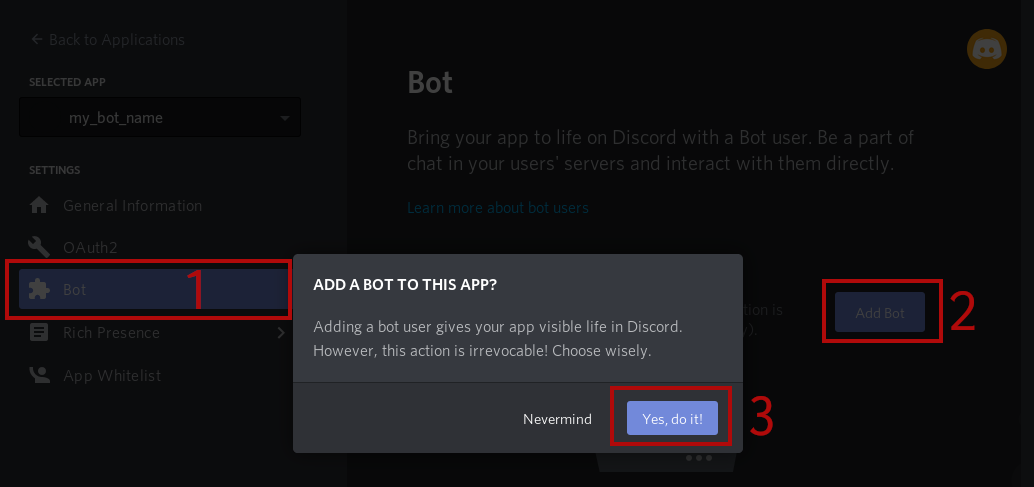 Back to Applications
SELECTED APP
my_bot_name
SETTINGS
General Information
OAuth2
Bot
1
Rich Presence
App Whitelist
Bot
Bring your app to life on Discord with a Bot user. Be a part of
chat in your users' servers and interact with them directly.
Learn more about bot users
is
Add Bot
2
ADD A BOT TO THIS APP?
Adding a bot user gives your app visible life in Discord.
However, this action is irrevocable! Choose wisely.
Nevermind
Yes, do it!
3